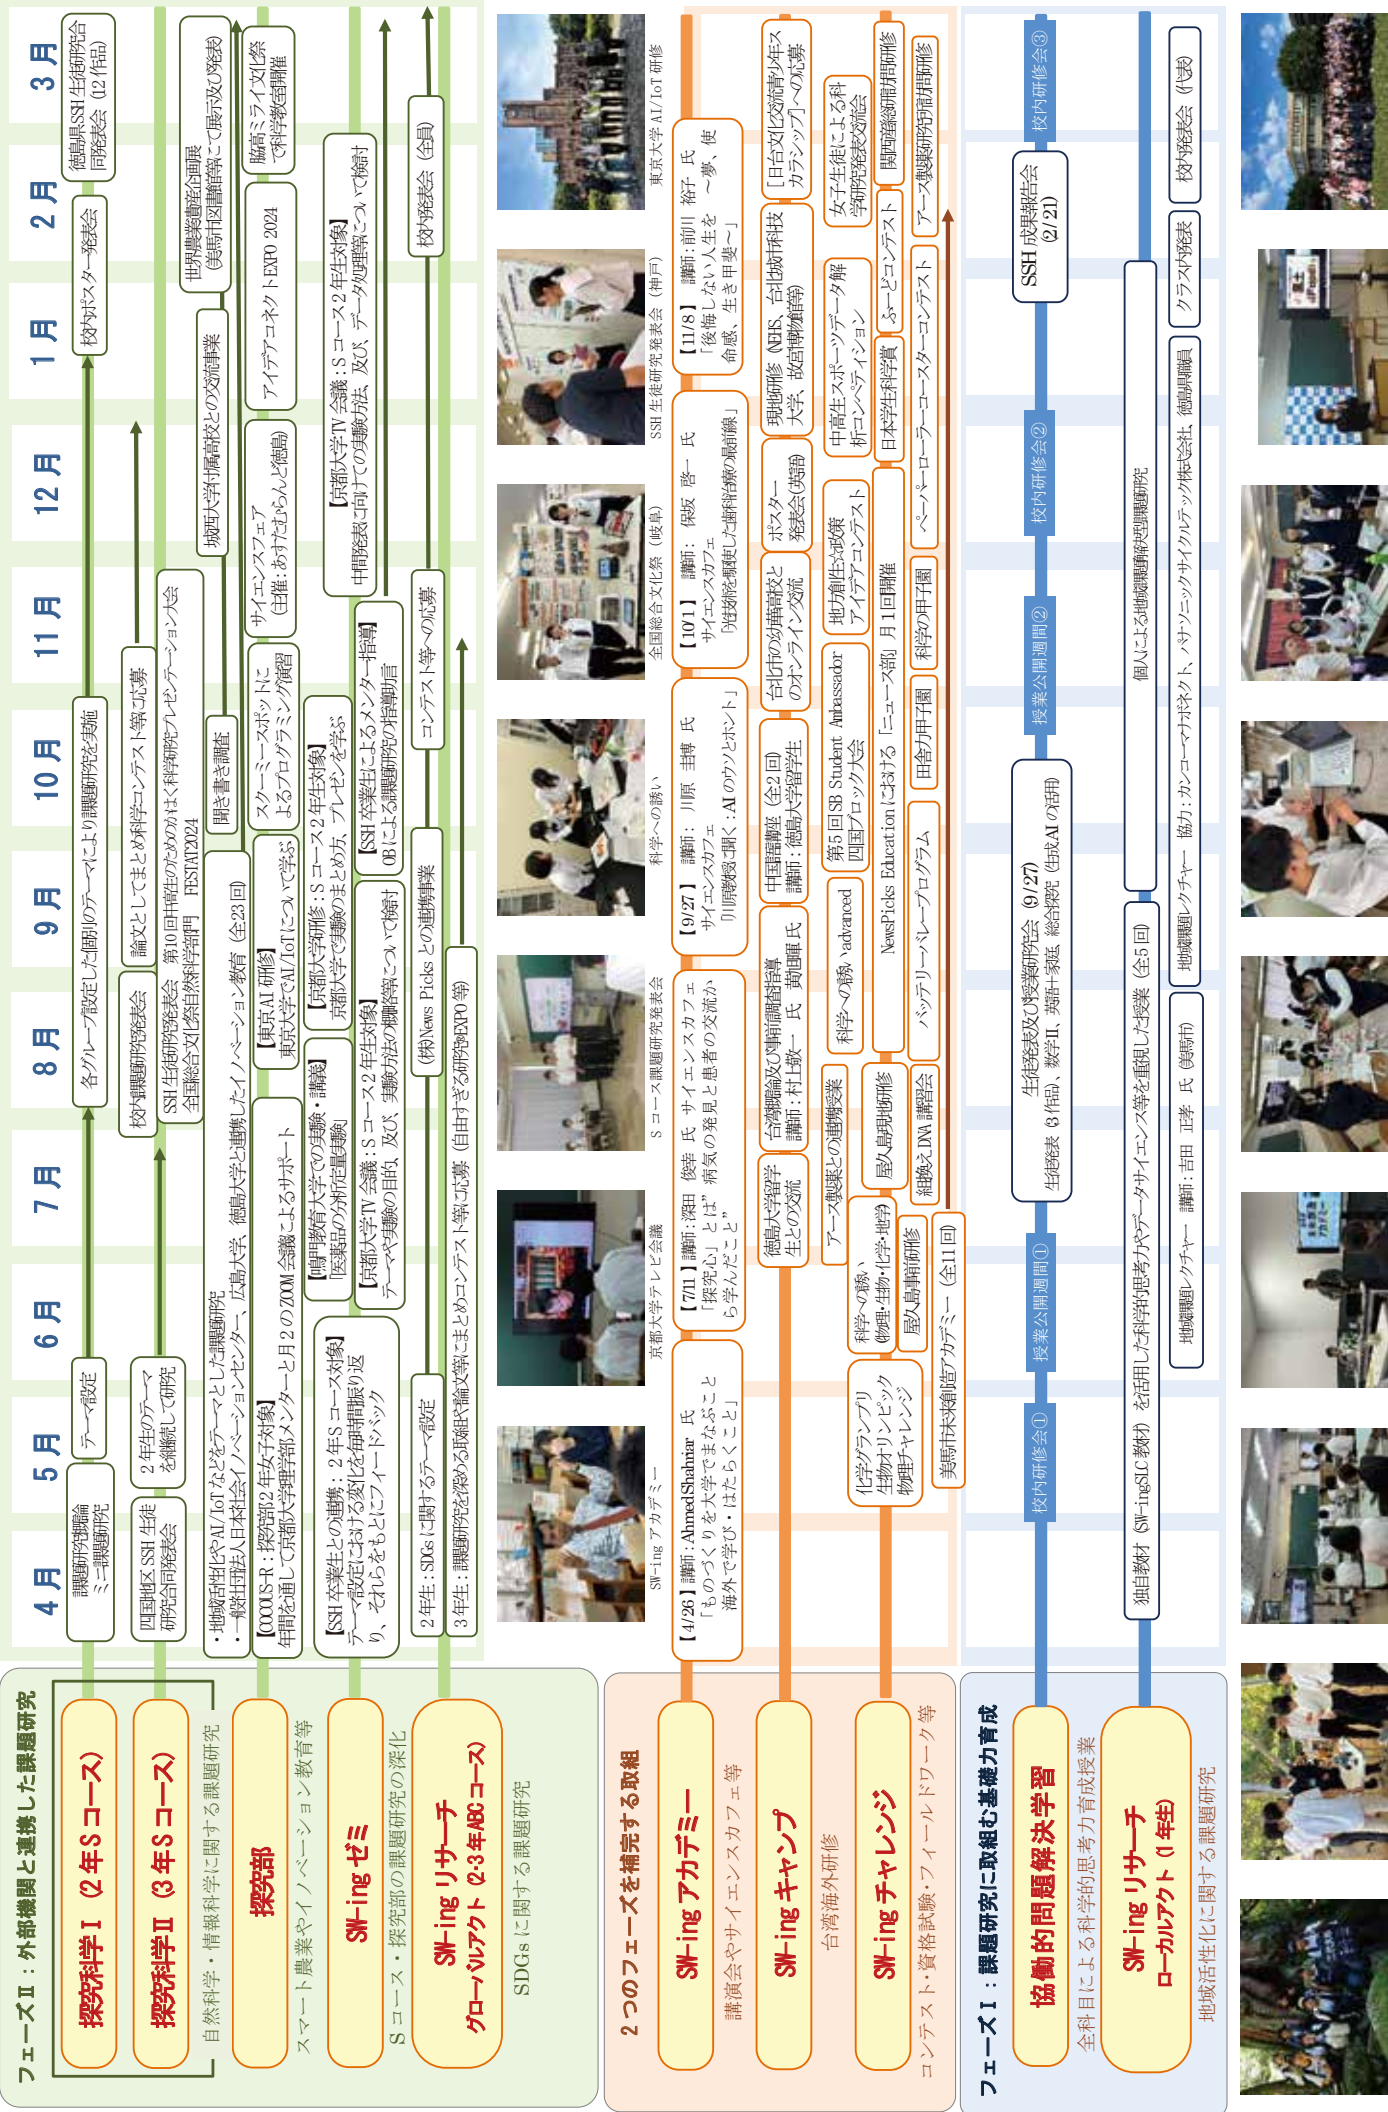 4月
5月
6月
7月
8月
9月
10月
11月
12月
1月
2月
3月
フェーズⅡ：外部機関と連携した課題研究
探究科学Ⅰ（2年Sコース）
課題研究概論
ミニ課題研究
テーマ設定
各グループ設定した個別のテーマにより課題研究を実施
校内ポスター発表会
徳島県SSH生徒研究合
同発表会（12作品）
探究科学Ⅱ（3年Sコース）
自然科学・情報科学に関する課題研究
四国地区SSH生徒
研究合同発表会
2年生のテーマ
を継続して研究
校内課題研究発表会
論文としてまとめ科学コンテスト等に応募
SSH生徒研究発表会　第10回中高生のためのかはく科学研究プレゼンテーション大会
全国総合文化祭自然科学部門　FESTAT2024
探究部
スマート農業やイノベーション教育等
・地域活性化やAI/IoTなどをテーマとした課題研究
・一般社団法人日本社会イノベーションセンター、広島大学、徳島大学と連携したイノベーション教育（全23回）
聞き書き調査
城西大学付属高校との交流事業
世界農業遺産企画展
（美馬市図書館等にて展示及び発表）
【COCOUS-R：探究部2年女子対象】
年間を通して京都大学理学部メンターと月2のZOOM会議によるサポート
【東京AI研修】
東京大学でAI/IoTについて学ぶ
スクーミースポットに
よるプログラミング演習
サイエンスフェア
（主催：あすたむらんど徳島）
アイデアコネクトEXPO 2024
脇高ミライ文化祭
で科学教室開催
SW-ingゼミ
Sコース・探究部の課題研究の深化
【SSH卒業生との連携：2年Sコース対象】
テーマ設定における変化を毎時間振り返
り、それらをもとにフィードバック
【鳴門教育大学での実験・講義】
「医薬品の分析定量実験」
【京都大学研修：Sコース2年生対象】
京都大学で実験のまとめ方、プレゼンを学ぶ
【京都大学TV会議：Sコース2年生対象】
テーマや実験の目的、及び、実験方法の概略等について検討
【SSH卒業生によるメンター指導】
OBによる課題研究の指導助言
【京都大学TV会議：Sコース2年生対象】
中間発表に向けての実験方法、及び、データ処理等について検討
SW-ingリサーチ
グローバルアクト（2・3年ABCコース）
SDGsに関する課題研究
2年生：SDGsに関するテーマ設定
(株)News Picksとの連携事業
コンテスト等への応募
校内発表会（全員）
3年生：課題研究を深める取組や論文等にまとめコンテスト等に応募（自由すぎる研究EXPO等）
SW-ingアカデミー
京都大学テレビ会議
Sコース課題研究発表会
科学への誘い
全国総合文化祭（岐阜）
SSH生徒研究発表会（神戸）
東京大学AI/IoT研修
2つのフェーズを補完する取組
SW-ingアカデミー
講演会やサイエンスカフェ等
【4/26】講師：Ahmed Shahriar 氏
「ものづくりを大学でまなぶこと
海外で学び・はたらくこと」
【7/11】講師：深田　俊幸　氏　サイエンスカフェ
「探究心」とは”病気の発見と患者の交流か
ら学んだこと”
【9/27】　講師：　川原　圭博　氏
サイエンスカフェ
「川原教授に聞く：AIのウソとホント」
【10/1】　講師：　保坂　啓一　氏
サイエンスカフェ
「光技術を駆使した歯科治療の最前線」
【11/8】　講師：前川　裕子　氏
「後悔しない人生を　～夢、使
命感、生き甲斐～」
SW-ingキャンプ
台湾海外研修
徳島大学留学
生との交流
台湾概論及び事前調査指導
講師：村上敬一　氏　黄旭暉　氏
中国語講座（全2回）
講師：徳島大学留学生
台北市の幼華高校と
のオンライン交流
ポスター
発表会（英語）
現地研修（NEHS、台北城市科技
大学、故宮博物館等）
［日台文化交流青少年ス
カラシップ］への応募
SW-ingチャレンジ
コンテスト・資格試験・フィールドワーク等
化学グランプリ
生物オリンピック
物理チャレンジ
科学への誘い
（物理・生物・化学・地学）
アース製薬との連携授業
科学への誘い advanced
第5回SB Student Ambassador
四国ブロック大会
地方創生☆政策
アイデアコンテスト
中高生スポーツデータ解
析コンペティション
女子生徒による科
学研究発表交流会
屋久島事前研修
屋久島現地研修
NewsPicks Educationにおける「ニュース部」月1回開催
日本学生科学賞
ふーどコンテスト
関西産総研訪問研修
組換えDNA講習会
バッテリーバレープログラム
田舎力甲子園
科学の甲子園
ペーパーローラーコースターコンテスト
アース製薬研究所訪問研修
美馬市未来創造アカデミー（全11回）
フェーズⅠ：課題研究に取組む基礎力育成
協働的問題解決学習
全科目による科学的思考力育成授業
校内研修会①
授業公開週間①
生徒発表及び授業研究会（9/27）
生徒発表（3作品）、数学Ⅱ、英語＋家庭、総合探究（生成AIの活用）
授業公開週間②
校内研修会②
SSH成果報告会
(2/21)
校内研修会③
SW-ingリサーチ
ローカルアクト（1年生）
地域活性化に関する課題研究
独自教材（SW-ingSLC教材）を活用した科学的思考力やデータサイエンス等を重視した授業（全5回）
個人による地域課題解決型課題研究
地域課題レクチャー　講師：吉田　正孝　氏（美馬市）
地域課題レクチャー　協力：カンコーマナボネクト、パナソニックサイクルテック株式会社、徳島県職員
クラス内発表
校内発表会（代表）